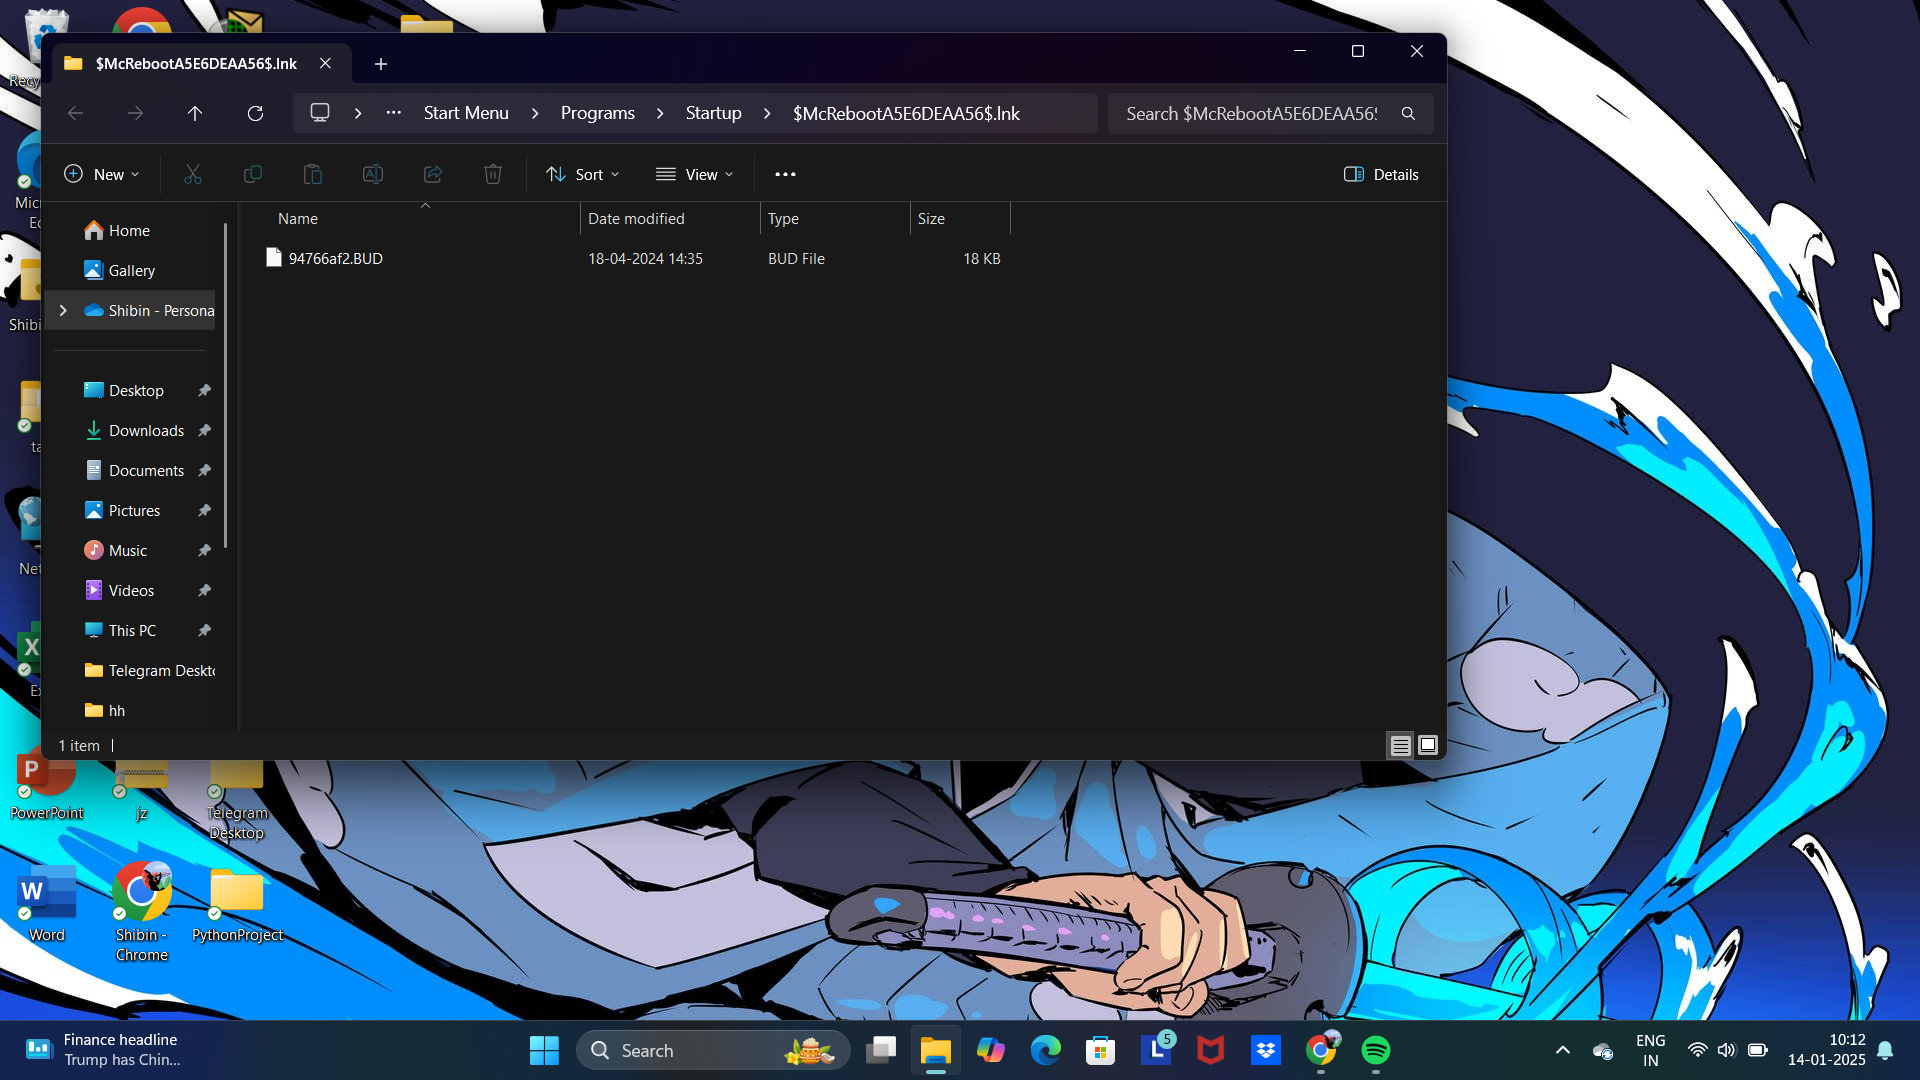 $McRebootA5E6DEAA56$.lnk
Start Menu
Programs
Startup
$McRebootA5E6DEAA56$.lnk
Search $McRebootA5E6DEAA56$
New
Sort
View
Details
Name
Date modified
Type
Size
94766af2.BUD
18-04-2024 14:35
BUD File
18 KB
Home
Gallery
Shibin - Persona
Desktop
Downloads
Documents
Pictures
Music
Videos
This PC
Telegram Deskto
hh
1 item
Recy
Mic
Ec
Shibi
ta
Net
Ex
PowerPoint
jz
Telegram
Desktop
Word
Shibin -
Chrome
PythonProject
Finance headline
Trump has Chin...
Search
5
ENG
IN
10:12
14-01-2025